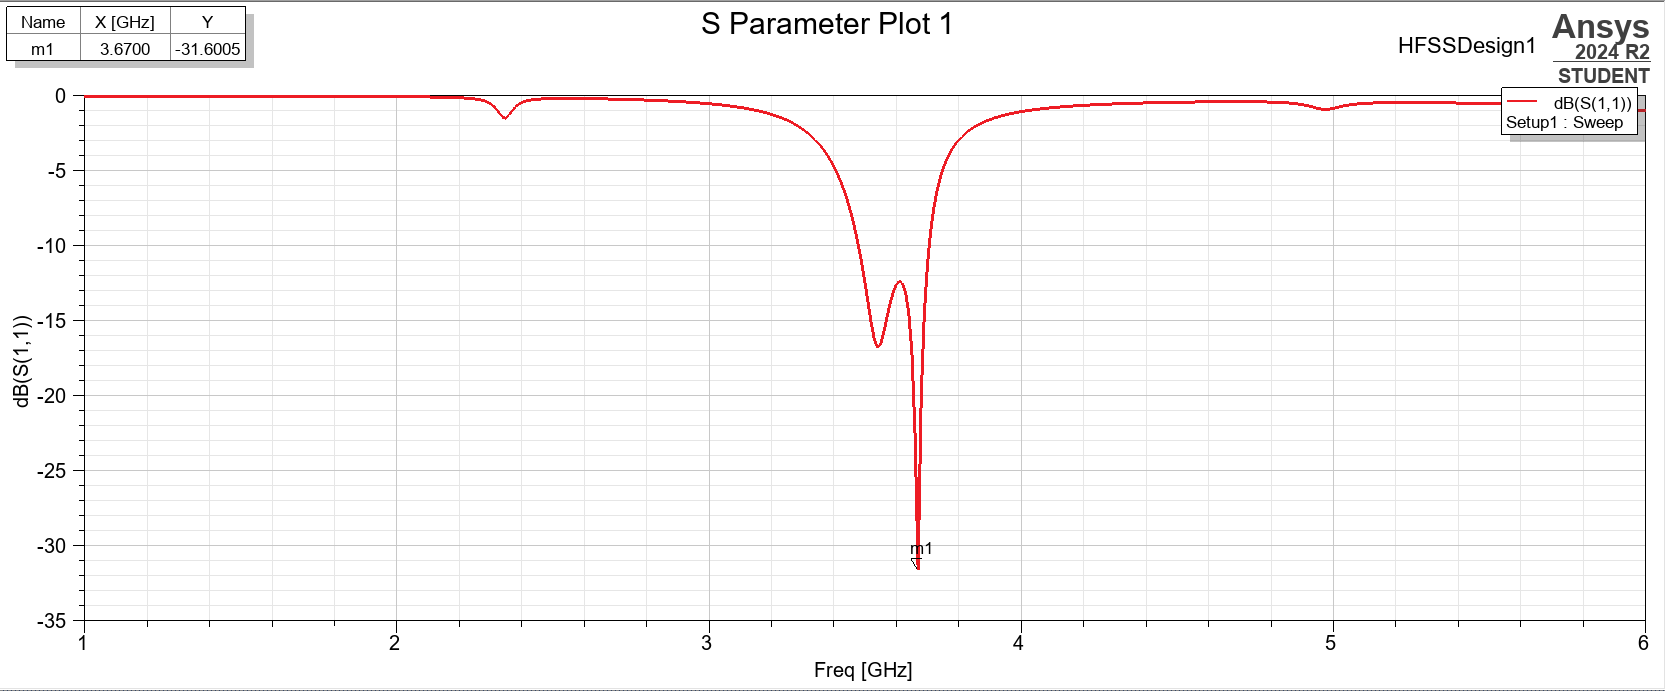 Name X [GHz] Y
m1 3.6700 -31.6005
S Parameter Plot 1
HFSSDesign1
Ansys
2024 R2
STUDENT
dB(S(1,1))
Setup1 : Sweep
0
-5
-10
-15
-20
-25
-30
-35
dB(S(1,1))
m1
1 2 3 4 5 6
Freq [GHz]